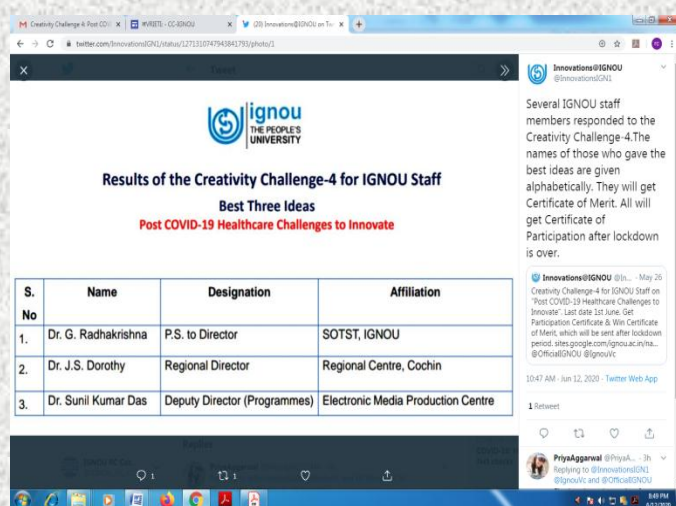 Creativity Challenge 4: Post COV
(20) Innovations@IGNOU on Tw
twitter.com/InnovationsIGN1/status/1271310747943841793/photo/1
Tweet
ignou
THE PEOPLE'S
UNIVERSITY
Results of the Creativity Challenge-4 for IGNOU Staff
Best Three Ideas
Post COVID-19 Healthcare Challenges to Innovate
S. No Name Designation Affiliation
1. Dr. G. Radhakrishna P.S. to Director SOTST, IGNOU
2. Dr. J.S. Dorothy Regional Director Regional Centre, Cochin
3. Dr. Sunil Kumar Das Deputy Director (Programmes) Electronic Media Production Centre
1
1
Innovations@IGNOU
@InnovationsIGN1
Several IGNOU staff
members responded to the
Creativity Challenge-4.The
names of those who gave the
best ideas are given
alphabetically. They will get
Certificate of Merit. All will
get Certificate of
Participation after lockdown
is over.
Innovations@IGNOU @In... · May 26
Creativity Challenge-4 for IGNOU Staff on
"Post COVID-19 Healthcare Challenges to
Innovate". Last date 1st June. Get
Participation Certificate & Win Certificate
of Merit, which will be sent after lockdown
period. sites.google.com/ignou.ac.in/na...
@OfficialIGNOU @IgnouVc
10:47 AM · Jun 12, 2020 · Twitter Web App
1 Retweet
PriyaAggarwal @PriyaA... · 3h
Replying to @InnovationsIGN1
@IgnouVc and @OfficialIGNOU
8:49 PM
6/12/2020